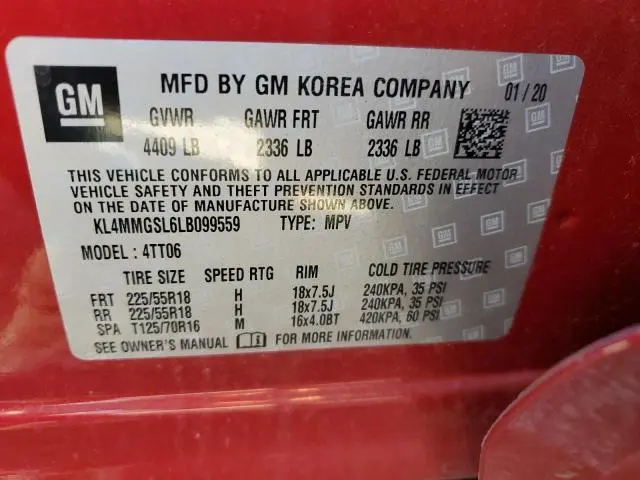 GM MFD BY GM KOREA COMPANY 01/20
GVWR GAWR FRT GAWR RR
4409 LB 2336 LB 2336 LB
THIS VEHICLE CONFORMS TO ALL APPLICABLE U.S. FEDERAL MOTOR
VEHICLE SAFETY AND THEFT PREVENTION STANDARDS IN EFFECT
ON THE DATE OF MANUFACTURE SHOWN ABOVE.
KL4MMGSL6LB099559 TYPE: MPV
MODEL: 4TT06
TIRE SIZE SPEED RTG RIM COLD TIRE PRESSURE
FRT 225/55R18 H 18x7.5J 240KPA, 35 PSI
RR 225/55R18 H 18x7.5J 240KPA, 35 PSI
SPA T125/70R16 M 16x4.0BT 420KPA, 60 PSI
SEE OWNER'S MANUAL FOR MORE INFORMATION.